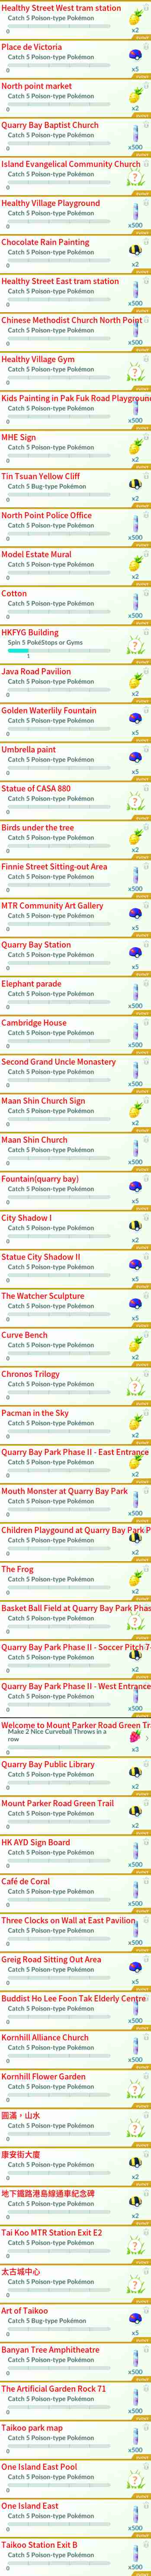 Healthy Street West tram station
Catch 5 Poison-type Pokémon
0
x2
Place de Victoria
Catch 5 Poison-type Pokémon
0
x5
North point market
Catch 5 Poison-type Pokémon
0
x2
Quarry Bay Baptist Church
Catch 5 Poison-type Pokémon
0
x500
Island Evangelical Community Church
Catch 5 Poison-type Pokémon
0
Healthy Village Playground
Catch 5 Poison-type Pokémon
0
x500
Chocolate Rain Painting
Catch 5 Poison-type Pokémon
0
x2
Healthy Street East tram station
Catch 5 Poison-type Pokémon
0
x500
Chinese Methodist Church North Point
Catch 5 Poison-type Pokémon
0
x500
Healthy Village Gym
Catch 5 Poison-type Pokémon
0
Kids Painting in Pak Fuk Road Playground
Catch 5 Poison-type Pokémon
0
x500
MHE Sign
Catch 5 Poison-type Pokémon
0
x2
Tin Tsuan Yellow Cliff
Catch 5 Bug-type Pokémon
0
x2
North Point Police Office
Catch 5 Poison-type Pokémon
0
x500
Model Estate Mural
Catch 5 Poison-type Pokémon
0
x2
Cotton
Catch 5 Poison-type Pokémon
0
x500
HKFYG Building
Spin 5 PokéStops or Gyms
1
Java Road Pavilion
Catch 5 Poison-type Pokémon
0
x2
Golden Waterlily Fountain
Catch 5 Poison-type Pokémon
0
x5
Umbrella paint
Catch 5 Poison-type Pokémon
0
x5
Statue of CASA 880
Catch 5 Poison-type Pokémon
0
Birds under the tree
Catch 5 Poison-type Pokémon
0
x2
Finnie Street Sitting-out Area
Catch 5 Poison-type Pokémon
0
x500
MTR Community Art Gallery
Catch 5 Poison-type Pokémon
0
x5
Quarry Bay Station
Catch 5 Poison-type Pokémon
0
x5
Elephant parade
Catch 5 Poison-type Pokémon
0
x500
Cambridge House
Catch 5 Poison-type Pokémon
0
x500
Second Grand Uncle Monastery
Catch 5 Poison-type Pokémon
0
x500
Maan Shin Church Sign
Catch 5 Poison-type Pokémon
0
x2
Maan Shin Church
Catch 5 Poison-type Pokémon
0
x500
Fountain(quarry bay)
Catch 5 Poison-type Pokémon
0
x5
City Shadow I
Catch 5 Poison-type Pokémon
0
x2
Statue City Shadow II
Catch 5 Poison-type Pokémon
0
x5
The Watcher Sculpture
Catch 5 Poison-type Pokémon
0
x5
Curve Bench
Catch 5 Poison-type Pokémon
0
x2
Chronos Trilogy
Catch 5 Poison-type Pokémon
0
Pacman in the Sky
Catch 5 Poison-type Pokémon
0
x2
Quarry Bay Park Phase II - East Entrance
Catch 5 Poison-type Pokémon
0
x2
Mouth Monster at Quarry Bay Park
Catch 5 Poison-type Pokémon
0
x500
Children Playgound at Quarry Bay Park P
Catch 5 Poison-type Pokémon
0
x2
The Frog
Catch 5 Poison-type Pokémon
0
x2
Basket Ball Field at Quarry Bay Park Phas
Catch 5 Poison-type Pokémon
0
Quarry Bay Park Phase II - Soccer Pitch 7
Catch 5 Poison-type Pokémon
0
x2
Quarry Bay Park Phase II - West Entrance
Catch 5 Poison-type Pokémon
0
x500
Welcome to Mount Parker Road Green Tr
Make 2 Nice Curveball Throws in a
row
0
x3
Quarry Bay Public Library
Catch 5 Poison-type Pokémon
0
x2
Mount Parker Road Green Trail
Catch 5 Poison-type Pokémon
0
x2
HK AYD Sign Board
Catch 5 Poison-type Pokémon
0
x500
Café de Coral
Catch 5 Poison-type Pokémon
0
x500
Three Clocks on Wall at East Pavilion
Catch 5 Poison-type Pokémon
0
x500
Greig Road Sitting Out Area
Catch 5 Poison-type Pokémon
0
x5
Buddist Ho Lee Foon Tak Elderly Centre
Catch 5 Poison-type Pokémon
0
x500
Kornhill Alliance Church
Catch 5 Poison-type Pokémon
0
x500
Kornhill Flower Garden
Catch 5 Poison-type Pokémon
0
圓滿，山水
Catch 5 Poison-type Pokémon
0
康安街大廈
Catch 5 Poison-type Pokémon
0
x2
地下鐵路港島線通車紀念碑
Catch 5 Poison-type Pokémon
0
x2
Tai Koo MTR Station Exit E2
Catch 5 Poison-type Pokémon
0
太古城中心
Catch 5 Poison-type Pokémon
0
x500
Art of Taikoo
Catch 5 Bug-type Pokémon
0
x5
Banyan Tree Amphitheatre
Catch 5 Poison-type Pokémon
0
x500
The Artificial Garden Rock 71
Catch 5 Poison-type Pokémon
0
x500
Taikoo park map
Catch 5 Poison-type Pokémon
0
x500
One Island East Pool
Catch 5 Poison-type Pokémon
0
One Island East
Catch 5 Poison-type Pokémon
0
x500
Taikoo Station Exit B
Catch 5 Poison-type Pokémon
0
x500